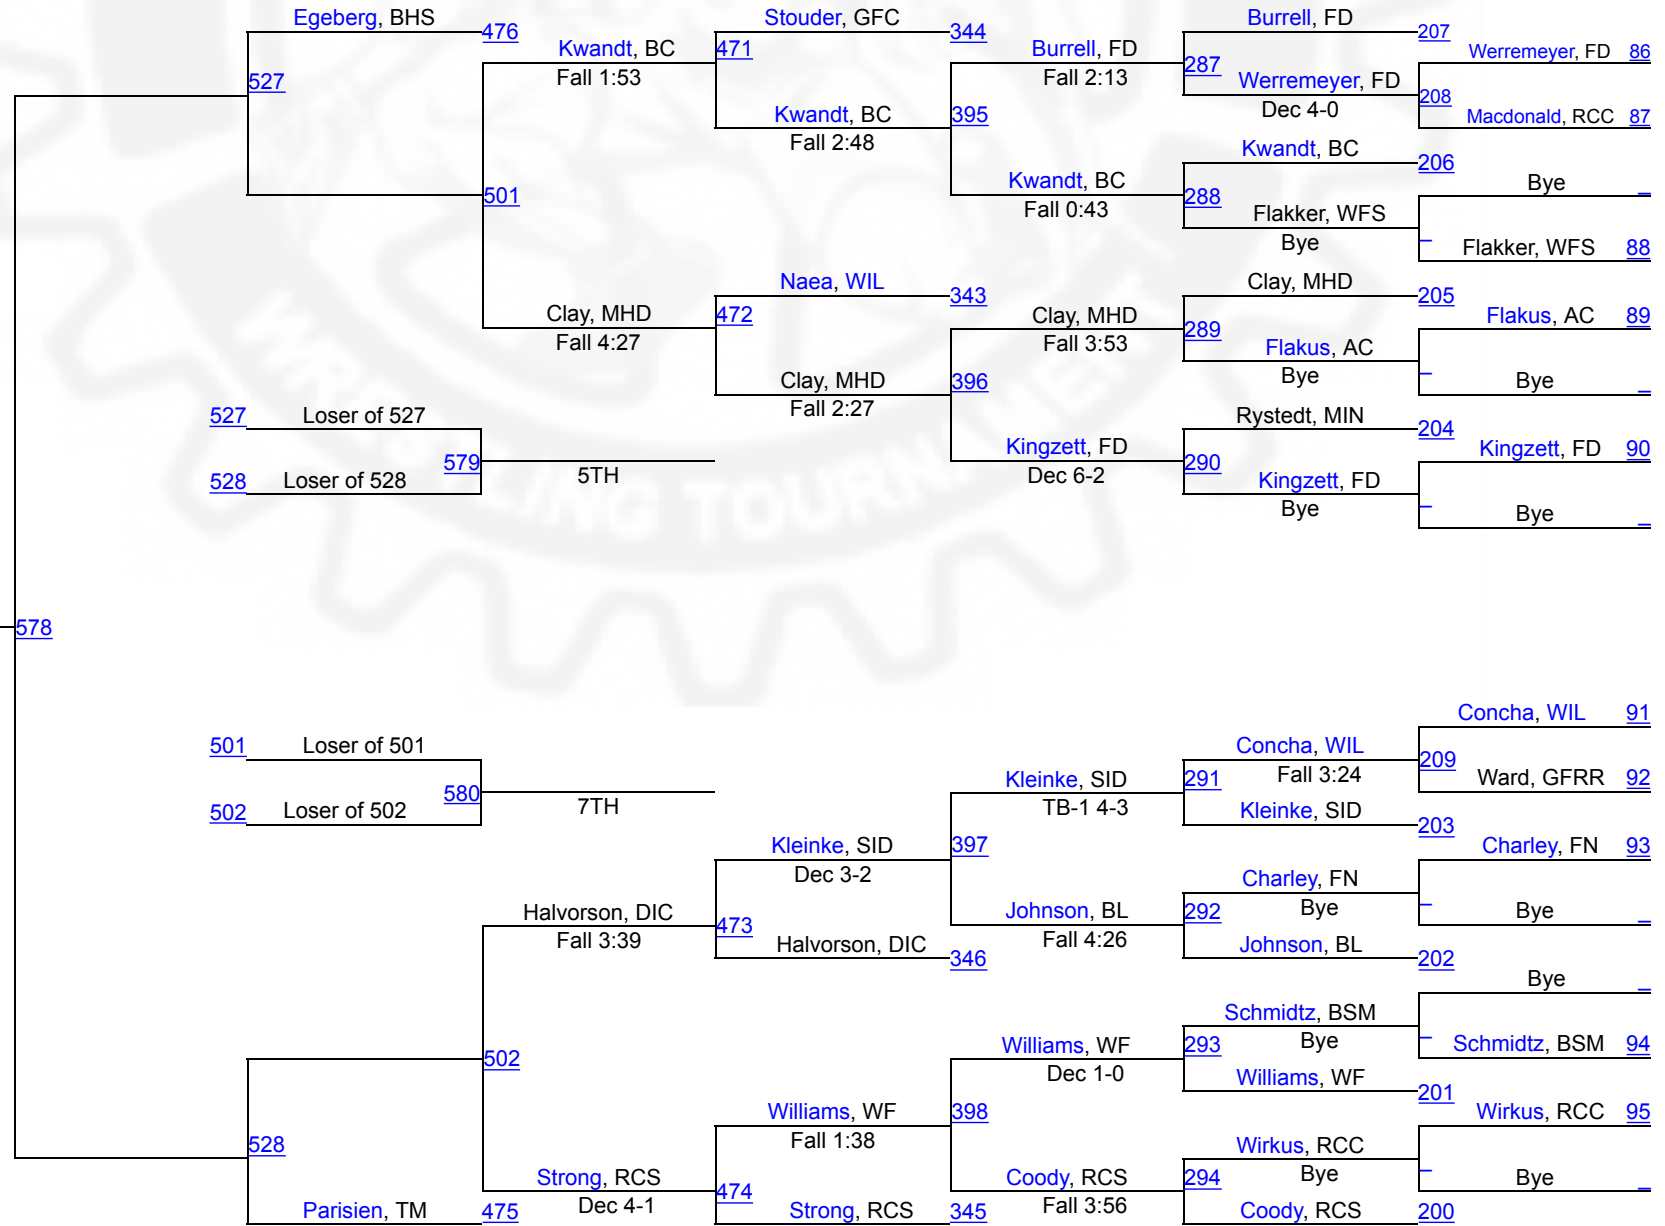 Egeberg, BHS
476
527
Kwandt, BC
Fall 1:53
501
Stouder, GFC
344
471
Kwandt, BC
Fall 2:48
Burrell, FD
Fall 2:13
395
Kwandt, BC
Fall 0:43
Burrell, FD
207
287
Werremeyer, FD
Dec 4-0
Werremeyer, FD 86
208
Macdonald, RCC 87
Kwandt, BC
206
288
Flakker, WFS
Bye
Bye _
_
Flakker, WFS 88
Clay, MHD
Fall 4:27
Naea, WIL
343
472
Clay, MHD
Fall 2:27
Clay, MHD
Fall 3:53
396
Kingzett, FD
Dec 6-2
Clay, MHD
205
289
Flakus, AC
Bye
Flakus, AC 89
_
Bye _
Rystedt, MIN
204
290
Kingzett, FD
Bye
Kingzett, FD 90
_
Bye _
527 Loser of 527
579
5TH
528 Loser of 528
WRESTLING TOURNAMENT
578
501 Loser of 501
580
7TH
502 Loser of 502
Halvorson, DIC
Fall 3:39
502
Kleinke, SID
Dec 3-2
473
Halvorson, DIC
346
Kleinke, SID
TB-1 4-3
397
Johnson, BL
Fall 4:26
Concha, WIL
Fall 3:24
291
Kleinke, SID
203
Concha, WIL 91
209
Ward, GFRR 92
Charley, FN
Bye
292
Johnson, BL
202
Charley, FN 93
_
Bye _
528
Parisien, TM
475
Strong, RCS
Dec 4-1
Williams, WF
Fall 1:38
474
Strong, RCS
345
Williams, WF
Dec 1-0
398
Coody, RCS
Fall 3:56
Schmidtz, BSM
Bye
293
Williams, WF
201
Bye _
_
Schmidtz, BSM 94
Wirkus, RCC
Bye
294
Coody, RCS
200
Wirkus, RCC 95
_
Bye _